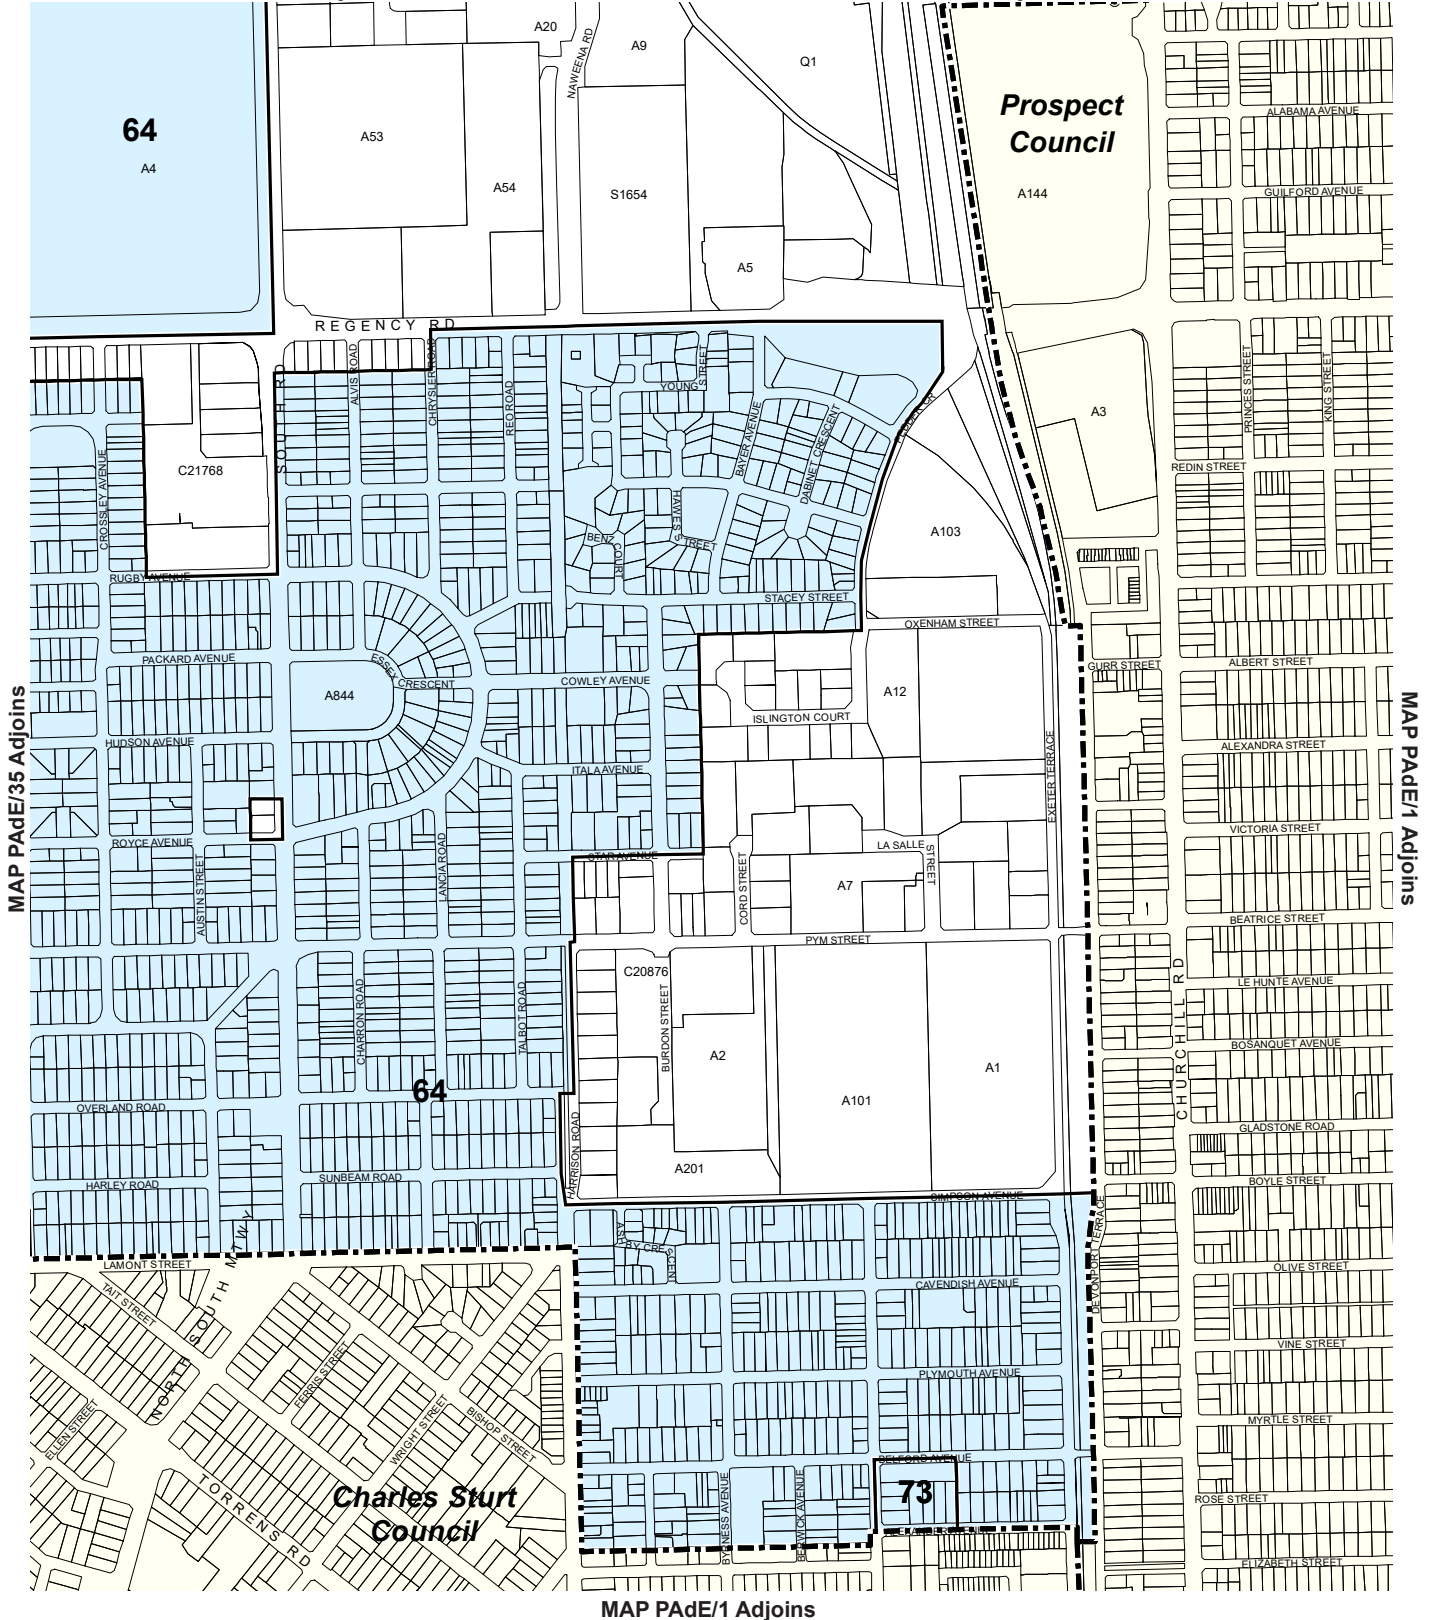 A20
NAWEENA RD
A9
Q1
Prospect
Council
64
A4
A53
A54
S1654
A144
A5
ALABAMA AVENUE
GUILFORD AVENUE
REGENCY RD
SOUTH RD
ALVIS ROAD
CHRYSLER ROAD
REO ROAD
YOUNG
STREET
BAYER AVENUE
DABINET CRESCENT
PEDDER CR
A3
PRINCES STREET
KING STREET
REDIN STREET
C21768
CROSSLEY AVENUE
HAWES STREET
BENZ COURT
A103
RUGBY AVENUE
STACEY STREET
OXENHAM STREET
PACKARD AVENUE
ESSEX CRESCENT
COWLEY AVENUE
GURR STREET
ALBERT STREET
A844
A12
ISLINGTON COURT
HUDSON AVENUE
ITALA AVENUE
EXETER TERRACE
ALEXANDRA STREET
MAP PAdE/35 Adjoins
MAP PAdE/1 Adjoins
ROYCE AVENUE
AUSTIN STREET
LANCIA ROAD
STAR AVENUE
CORD STREET
LA SALLE
STREET
A7
VICTORIA STREET
BEATRICE STREET
PYM STREET
C20876
CHARRON ROAD
TALBOT ROAD
BURDON STREET
A2
A101
A1
CHURCHILL RD
LE HUNTE AVENUE
BOSANQUET AVENUE
64
OVERLAND ROAD
GLADSTONE ROAD
HARRISON ROAD
A201
SUNBEAM ROAD
HARLEY ROAD
BOYLE STREET
SIMPSON AVENUE
ASHBY CRESCENT
DEVONPORT TERRACE
LAMONT STREET
TAIT STREET
NORTH SOUTH MTWY
CAVENDISH AVENUE
OLIVE STREET
VINE STREET
FERRIS STREET
PLYMOUTH AVENUE
ELLEN STREET
WRIGHT STREET
BISHOP STREET
MYRTLE STREET
BELFORD AVENUE
TORRENS RD
Charles Sturt
Council
BYRNESS AVENUE
BERWICK AVENUE
73
ROSE STREET
ELIZABETH STREET
MAP PAdE/1 Adjoins